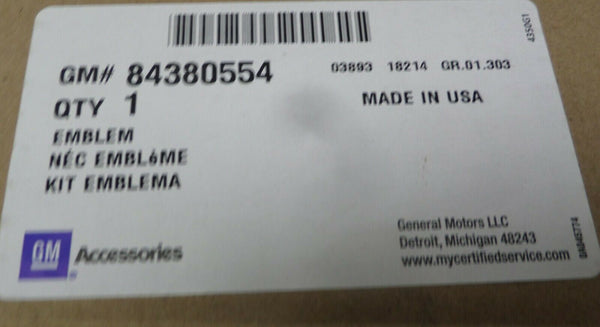 GM# 84380554
03893 18214 GR.01.303
4350G1
QTY 1
MADE IN USA
EMBLEM
NÉC EMBLéME
KIT EMBLEMA
GM Accessories
General Motors LLC
Detroit, Michigan 48243
www.mycertifiedservice.com